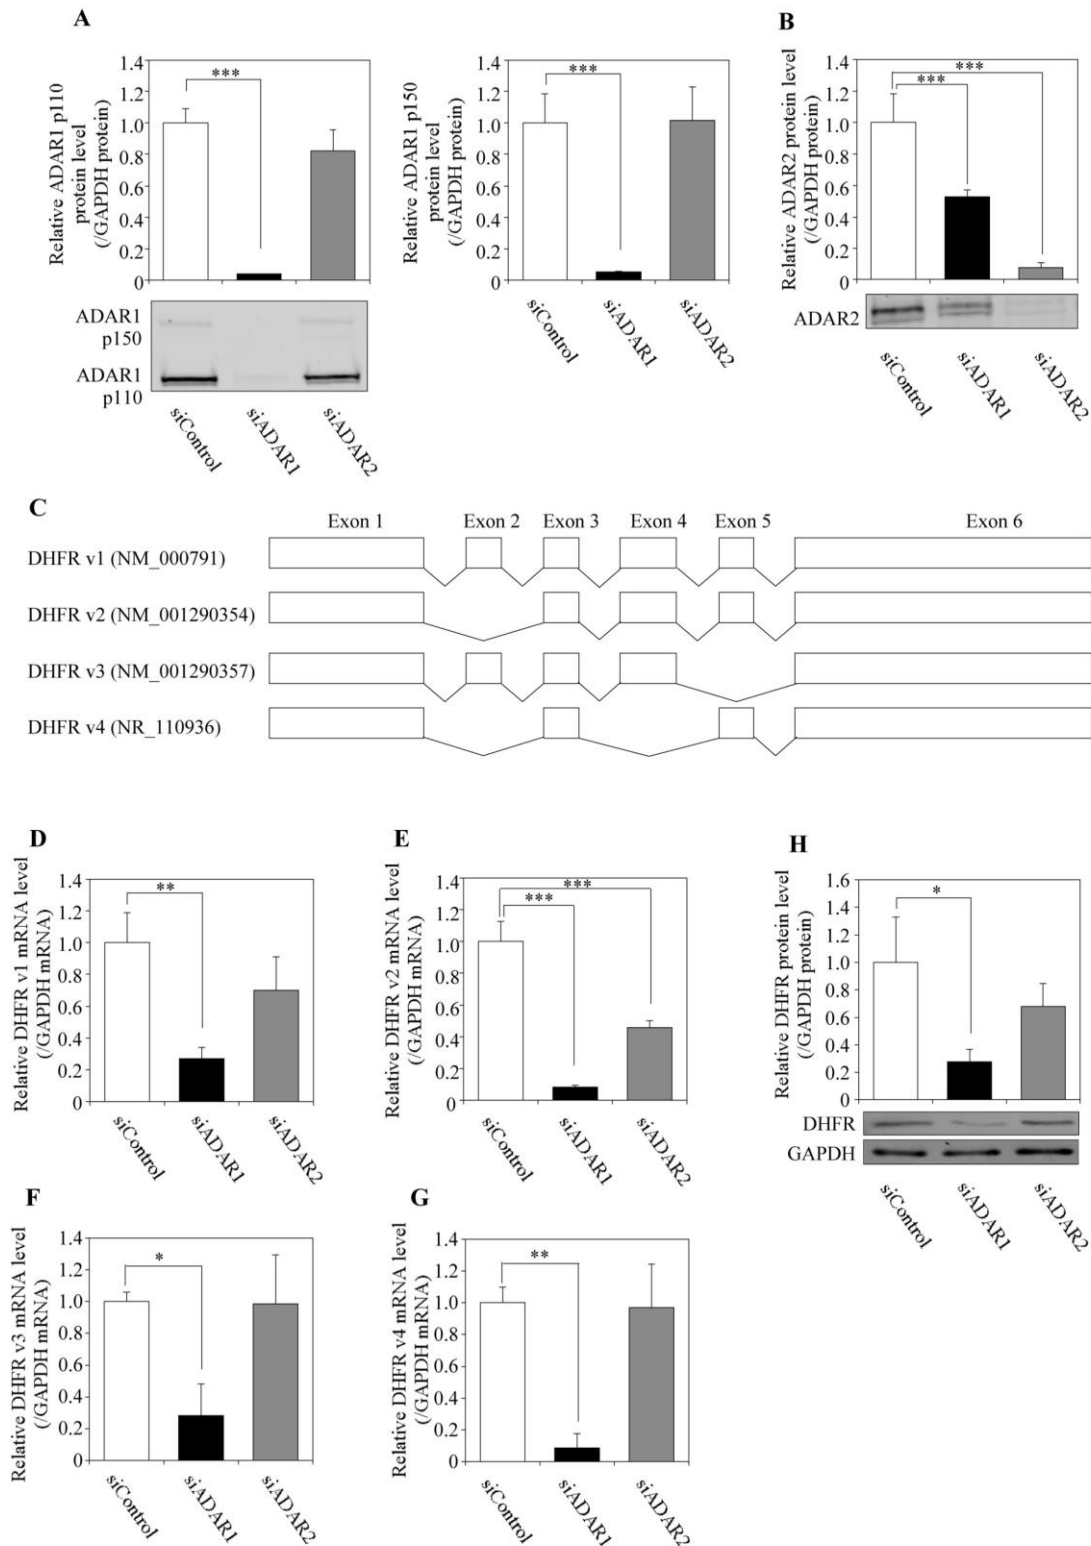 A
Relative ADAR1 p110
protein level
(/GAPDH protein)
1.4
1.2
1.0
0.8
0.6
0.4
0.2
0
***
ADAR1
p150
ADAR1
p110
siControl
siADAR1
siADAR2
Relative ADAR1 p150
protein level
(/GAPDH protein)
1.4
1.2
1.0
0.8
0.6
0.4
0.2
0
***
siControl
siADAR1
siADAR2
B
Relative ADAR2 protein level
(/GAPDH protein)
1.4
1.2
1.0
0.8
0.6
0.4
0.2
0
***
***
ADAR2
siControl
siADAR1
siADAR2
C
Exon 1 Exon 2 Exon 3 Exon 4 Exon 5 Exon 6
DHFR v1 (NM_000791)
DHFR v2 (NM_001290354)
DHFR v3 (NM_001290357)
DHFR v4 (NR_110936)
D
Relative DHFR v1 mRNA level
(/GAPDH mRNA)
1.4
1.2
1.0
0.8
0.6
0.4
0.2
0
**
siControl
siADAR1
siADAR2
E
Relative DHFR v2 mRNA level
(/GAPDH mRNA)
1.4
1.2
1.0
0.8
0.6
0.4
0.2
0
***
***
siControl
siADAR1
siADAR2
H
Relative DHFR protein level
(/GAPDH protein)
1.6
1.4
1.2
1.0
0.8
0.6
0.4
0.2
0
*
DHFR
GAPDH
siControl
siADAR1
siADAR2
F
Relative DHFR v3 mRNA level
(/GAPDH mRNA)
1.4
1.2
1.0
0.8
0.6
0.4
0.2
0
*
siControl
siADAR1
siADAR2
G
Relative DHFR v4 mRNA level
(/GAPDH mRNA)
1.4
1.2
1.0
0.8
0.6
0.4
0.2
0
**
siControl
siADAR1
siADAR2